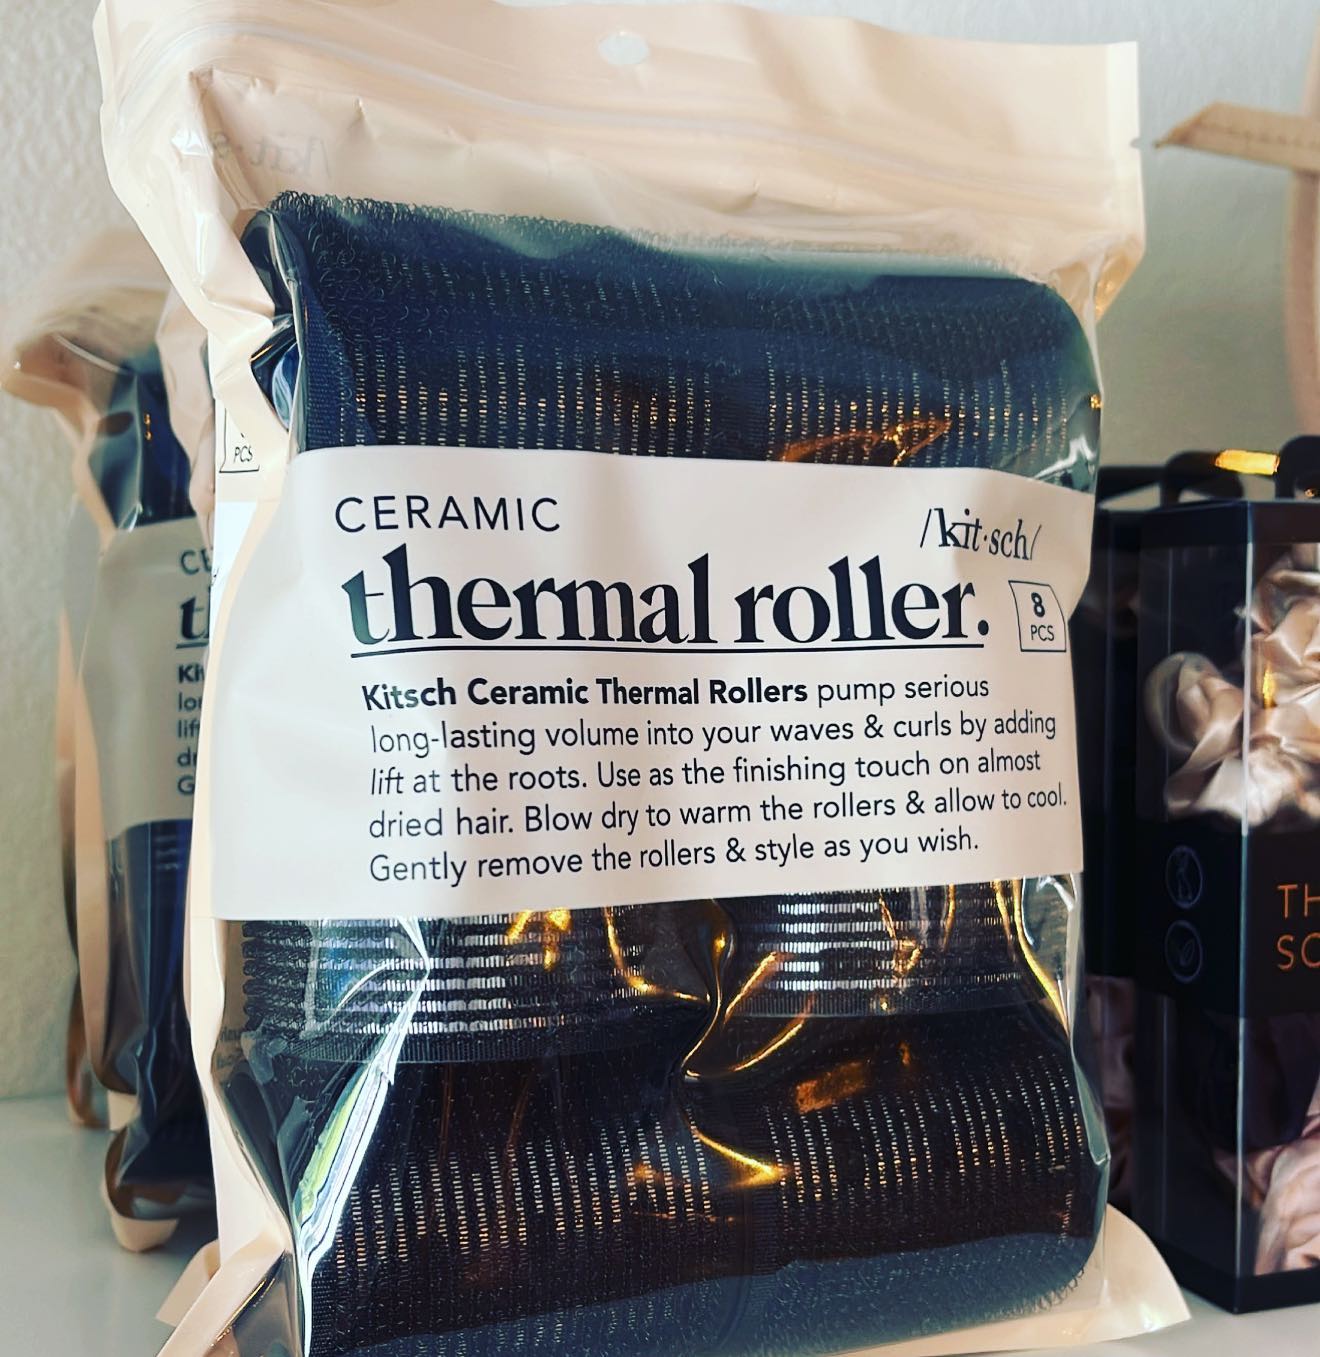 CERAMIC
/kit·sch/
thermal roller.
8
PCS
Kitsch Ceramic Thermal Rollers pump serious
long-lasting volume into your waves & curls by adding
lift at the roots. Use as the finishing touch on almost
dried hair. Blow dry to warm the rollers & allow to cool.
Gently remove the rollers & style as you wish.
PCS